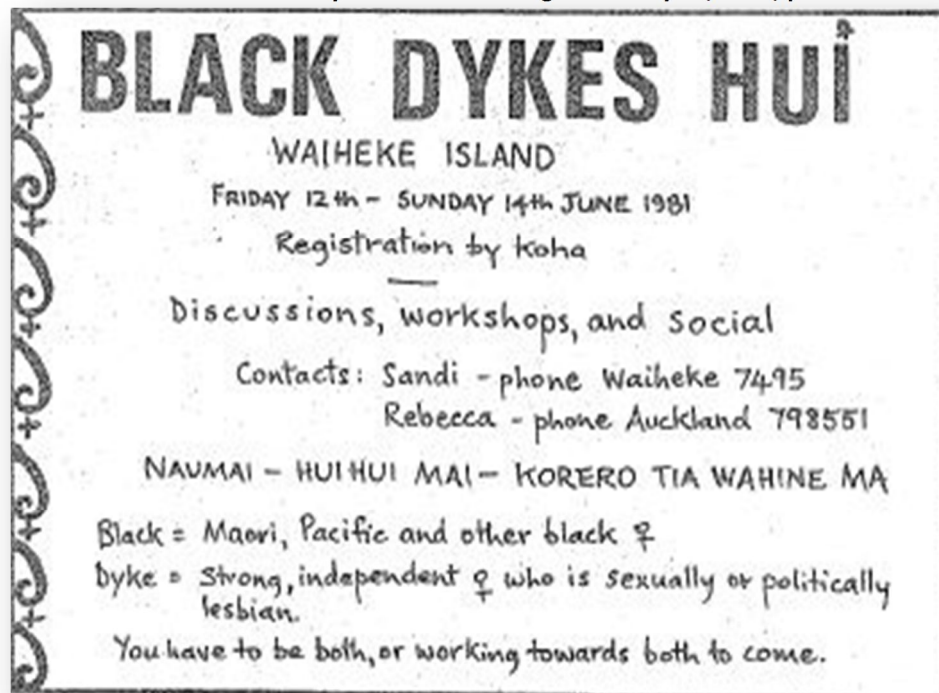 BLACK DYKES HUI
WAIHEKE ISLAND
FRIDAY 12th - SUNDAY 14th JUNE 1981
Registration by Koha
Discussions, workshops, and social
Contacts: Sandi - phone Waiheke 7495
Rebecca - phone Auckland 798551
NAUMAI - HUIHUI MAI - KORERO TIA WAHINE MA
Black = Maori, Pacific and other black ♀
Dyke = Strong, independent ♀ who is sexually or politically
lesbian.
You have to be both, or working towards both to come.